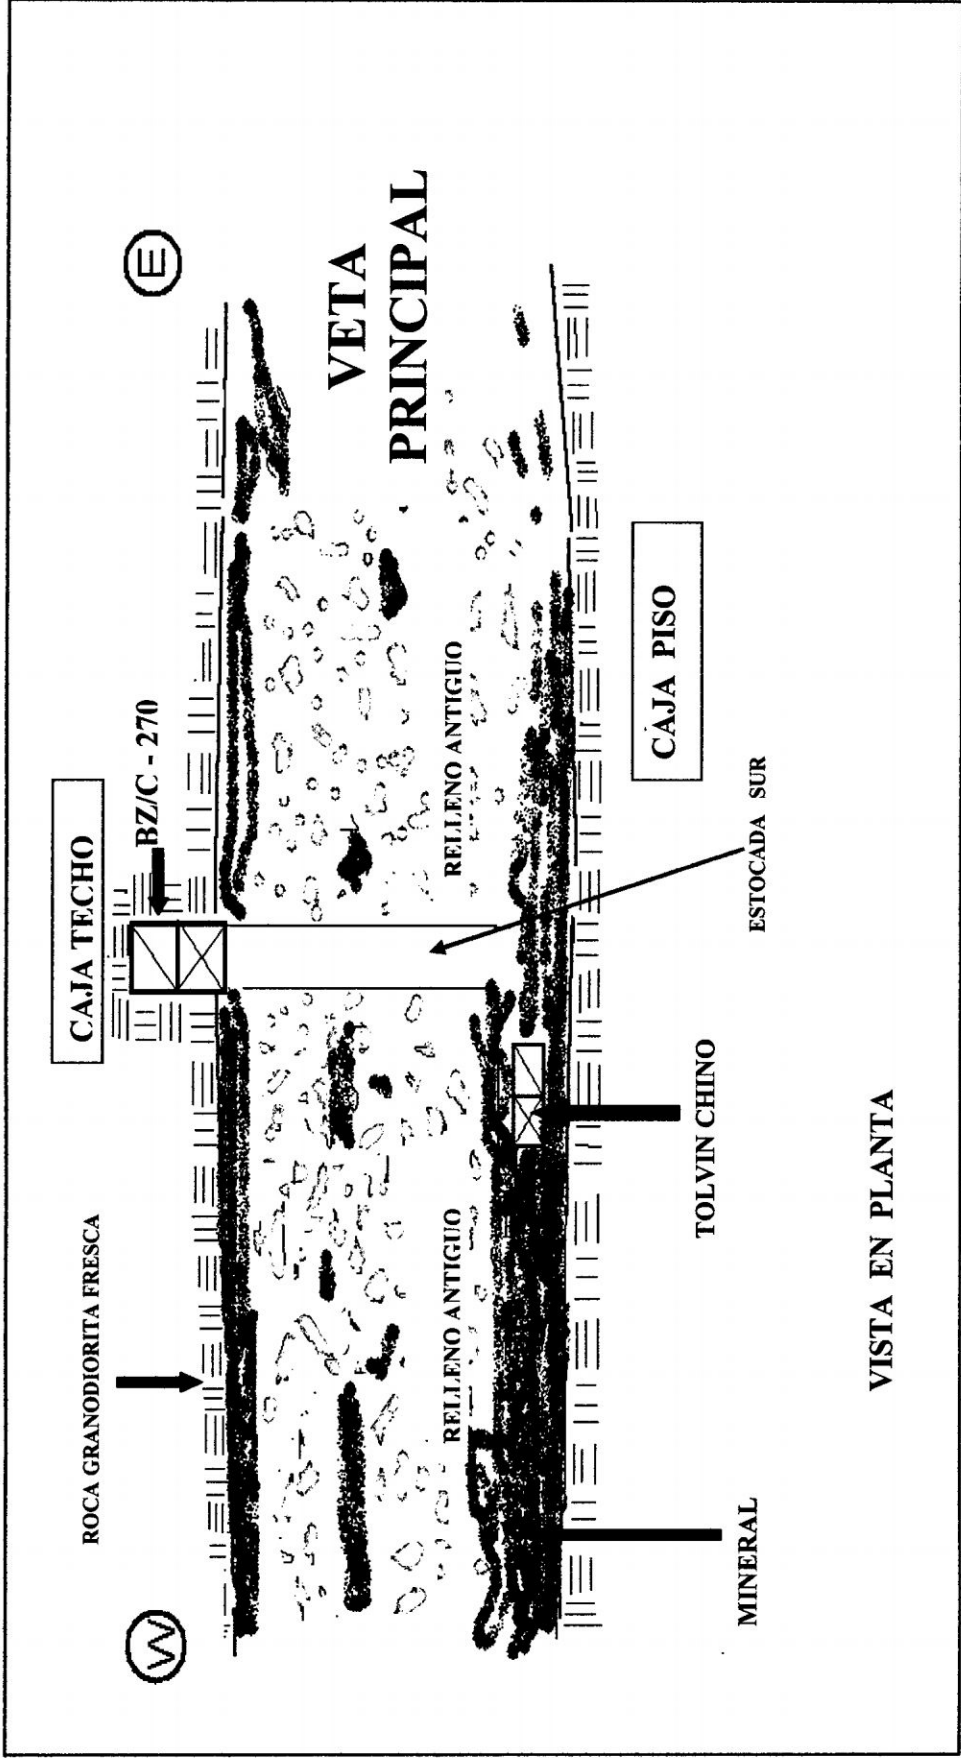 CAJA TECHO
ROCA GRANODIORITA FRESCA
BZ/C - 270
W
E
VETA
PRINCIPAL
RELLENO ANTIGUO
RELLENO ANTIGUO
CAJA PISO
MINERAL
TOLVIN CHINO
ESTOCADA SUR
VISTA EN PLANTA